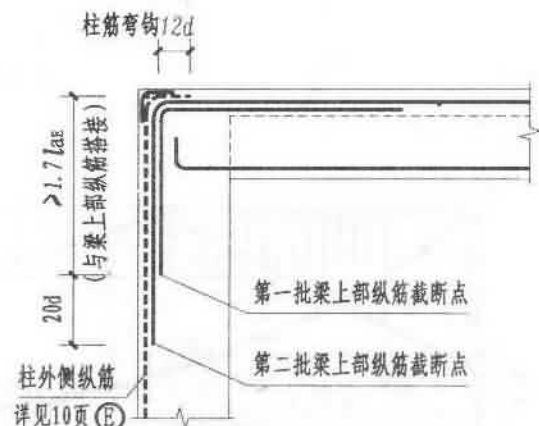 柱筋弯钩12d
≥1.7laE
(与梁上部纵筋搭接)
20d
第一批梁上部纵筋截断点
第二批梁上部纵筋截断点
柱外侧纵筋
详见10页Ⓔ